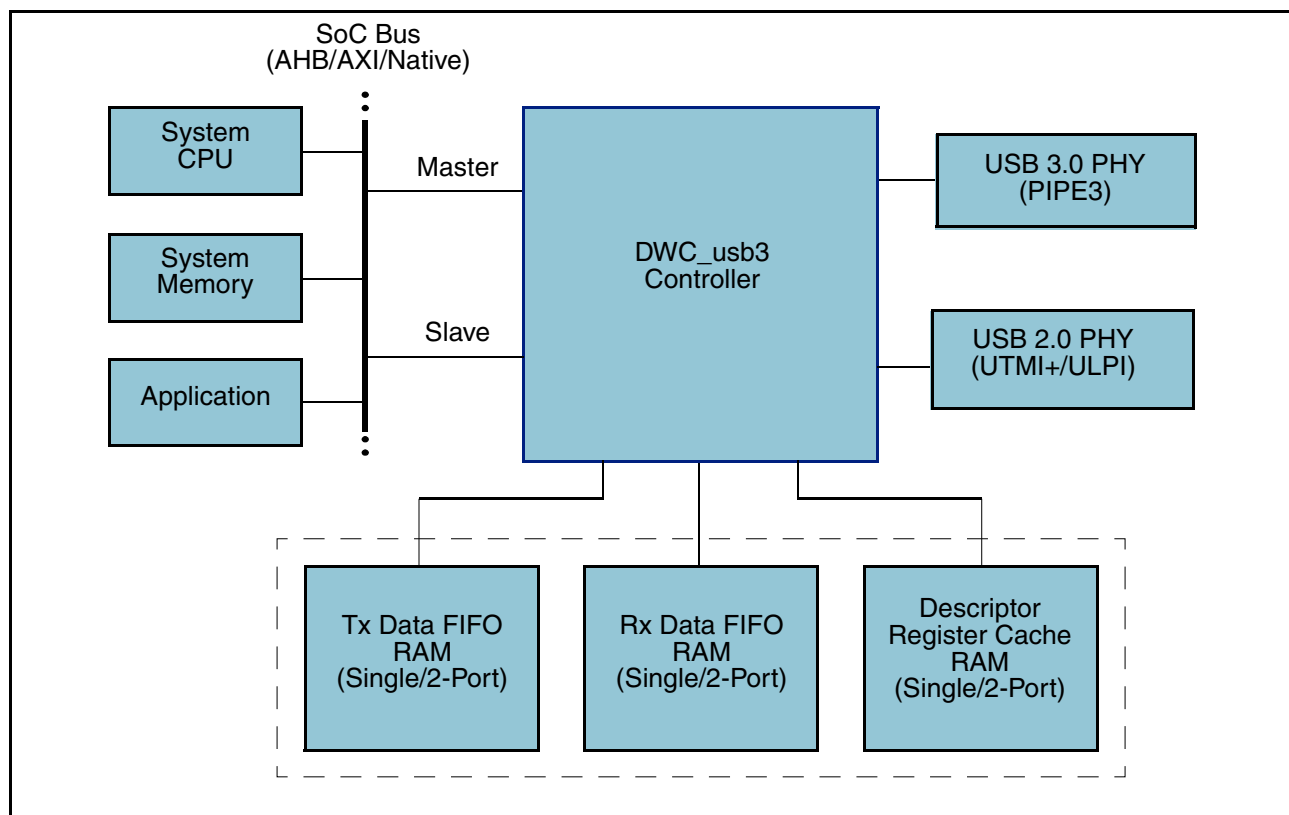 SoC Bus
(AHB/AXI/Native)
System
CPU
System
Memory
Application
Master
Slave
DWC_usb3
Controller
USB 3.0 PHY
(PIPE3)
USB 2.0 PHY
(UTMI+/ULPI)
Tx Data FIFO
RAM
(Single/2-Port)
Rx Data FIFO
RAM
(Single/2-Port)
Descriptor
Register Cache
RAM
(Single/2-Port)